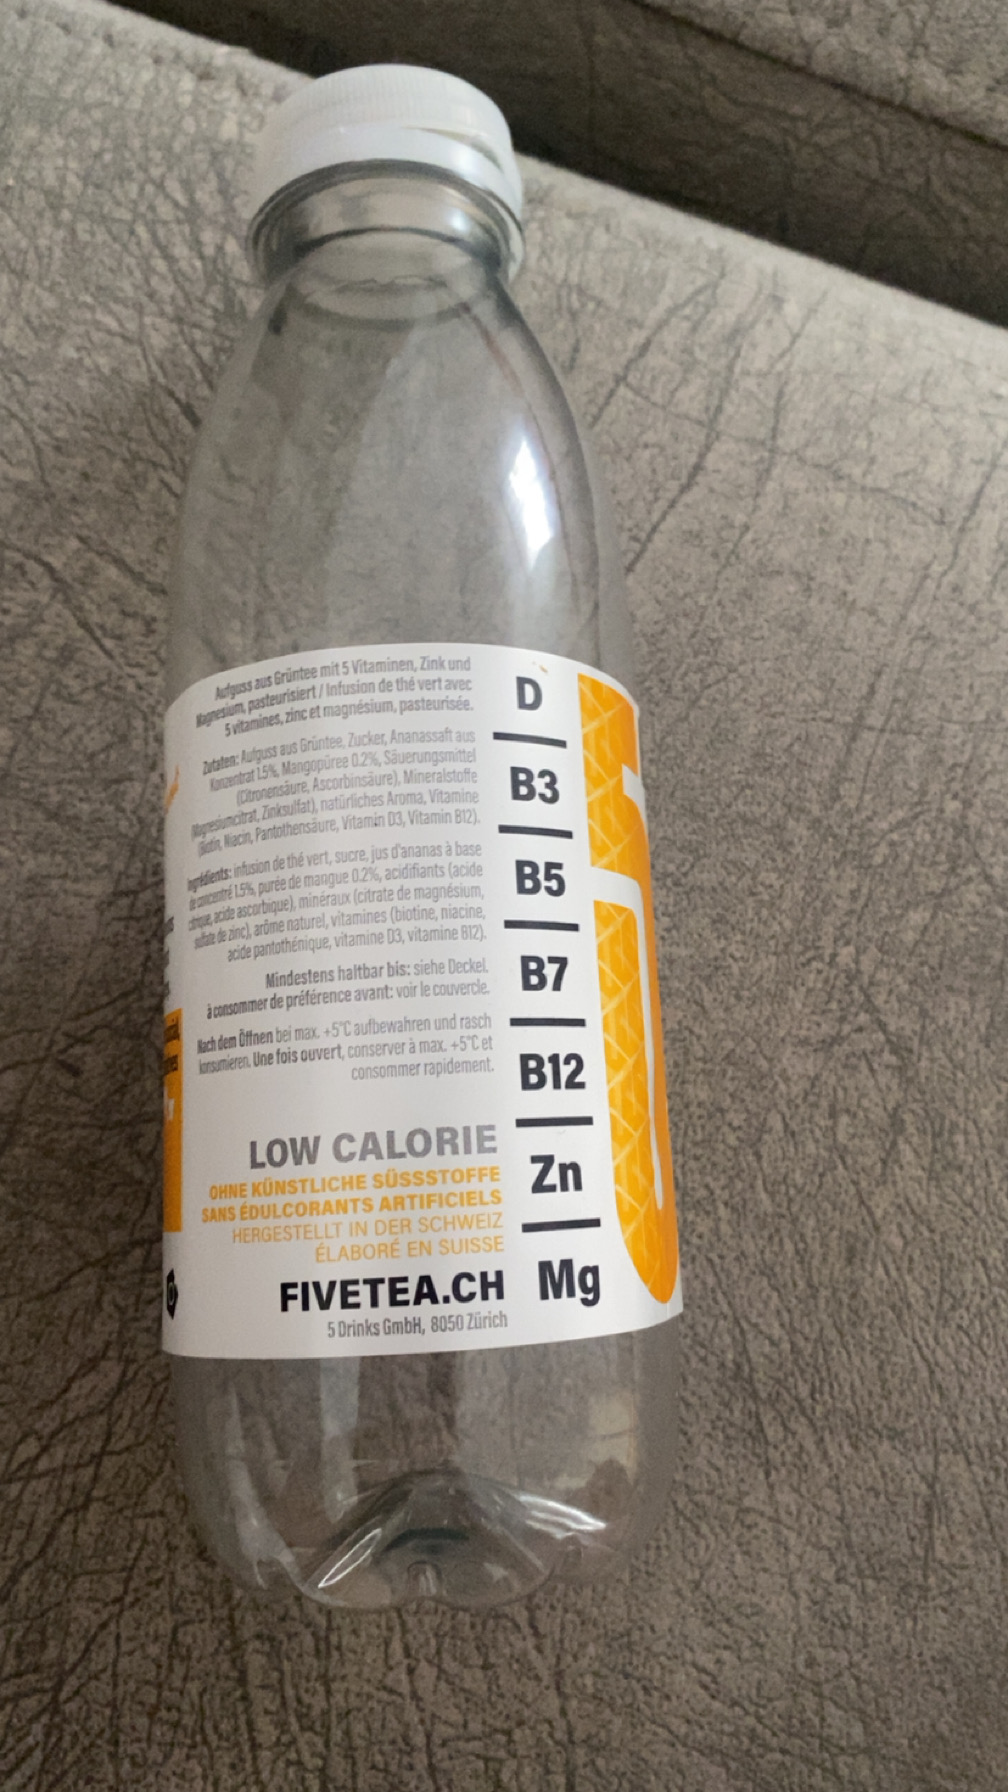 Aufguss aus Grüntee mit 5 Vitaminen, Zink und
Magnesium, pasteurisiert / Infusion de thé vert avec
5 vitamines, zinc et magnésium, pasteurisée.
Zutaten: Aufguss aus Grüntee, Zucker, Ananassaft aus
Konzentrat 1.5%, Mangopüree 0.2%, Säuerungsmittel
(Citronensäure, Ascorbinsäure), Mineralstoffe
(Magnesiumcitrat, Zinksulfat), natürliches Aroma, Vitamine
(Biotin, Niacin, Pantothensäure, Vitamin D3, Vitamin B12).
Ingrédients: infusion de thé vert, sucre, jus d'ananas à base
de concentré 1.5%, purée de mangue 0.2%, acidifiants (acide
citrique, acide ascorbique), minéraux (citrate de magnésium,
sulfate de zinc), arôme naturel, vitamines (biotine, niacine,
acide pantothénique, vitamine D3, vitamine B12).
Mindestens haltbar bis: siehe Deckel.
à consommer de préférence avant: voir le couvercle.
Nach dem Öffnen bei max. +5°C aufbewahren und rasch
konsumieren. Une fois ouvert, conserver à max. +5°C et
consommer rapidement.
LOW CALORIE
OHNE KÜNSTLICHE SÜSSSTOFFE
SANS ÉDULCORANTS ARTIFICIELS
HERGESTELLT IN DER SCHWEIZ
ÉLABORÉ EN SUISSE
FIVETEA.CH
5 Drinks GmbH, 8050 Zürich
D
B3
B5
B7
B12
Zn
Mg